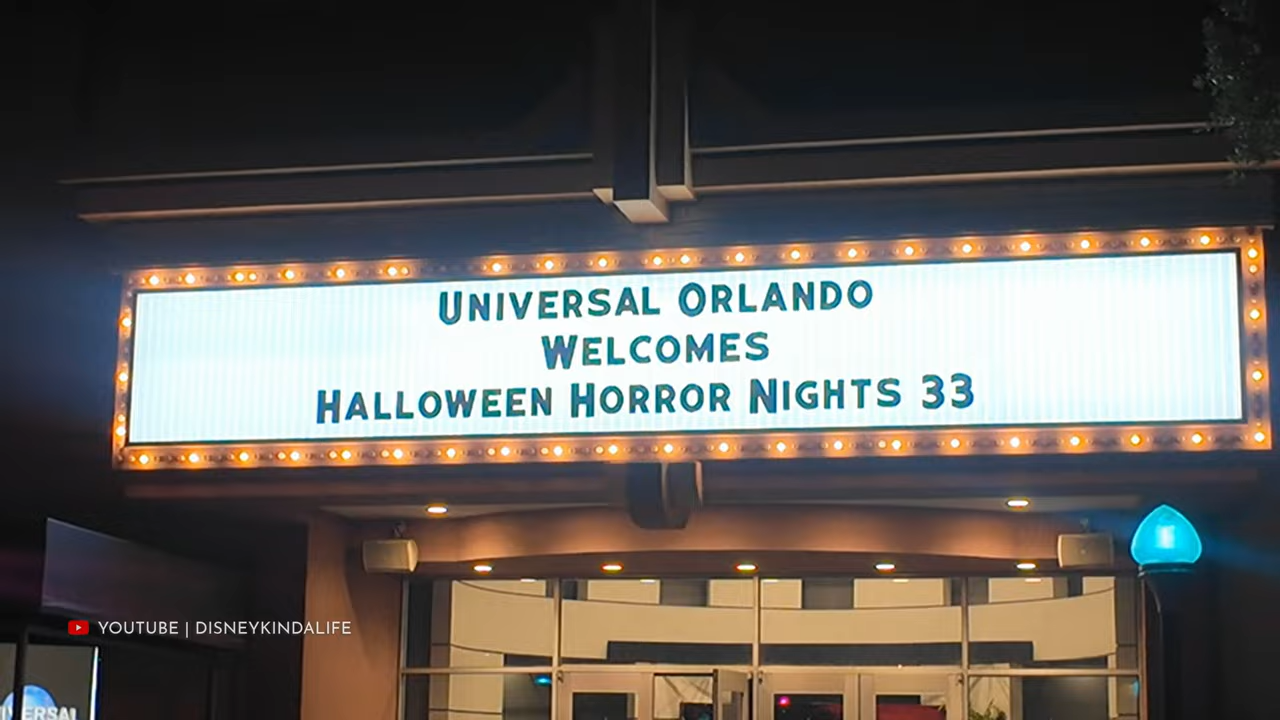 Universal Orlando
Welcomes
Halloween Horror Nights 33
YOUTUBE | DISNEYKINDALIFE